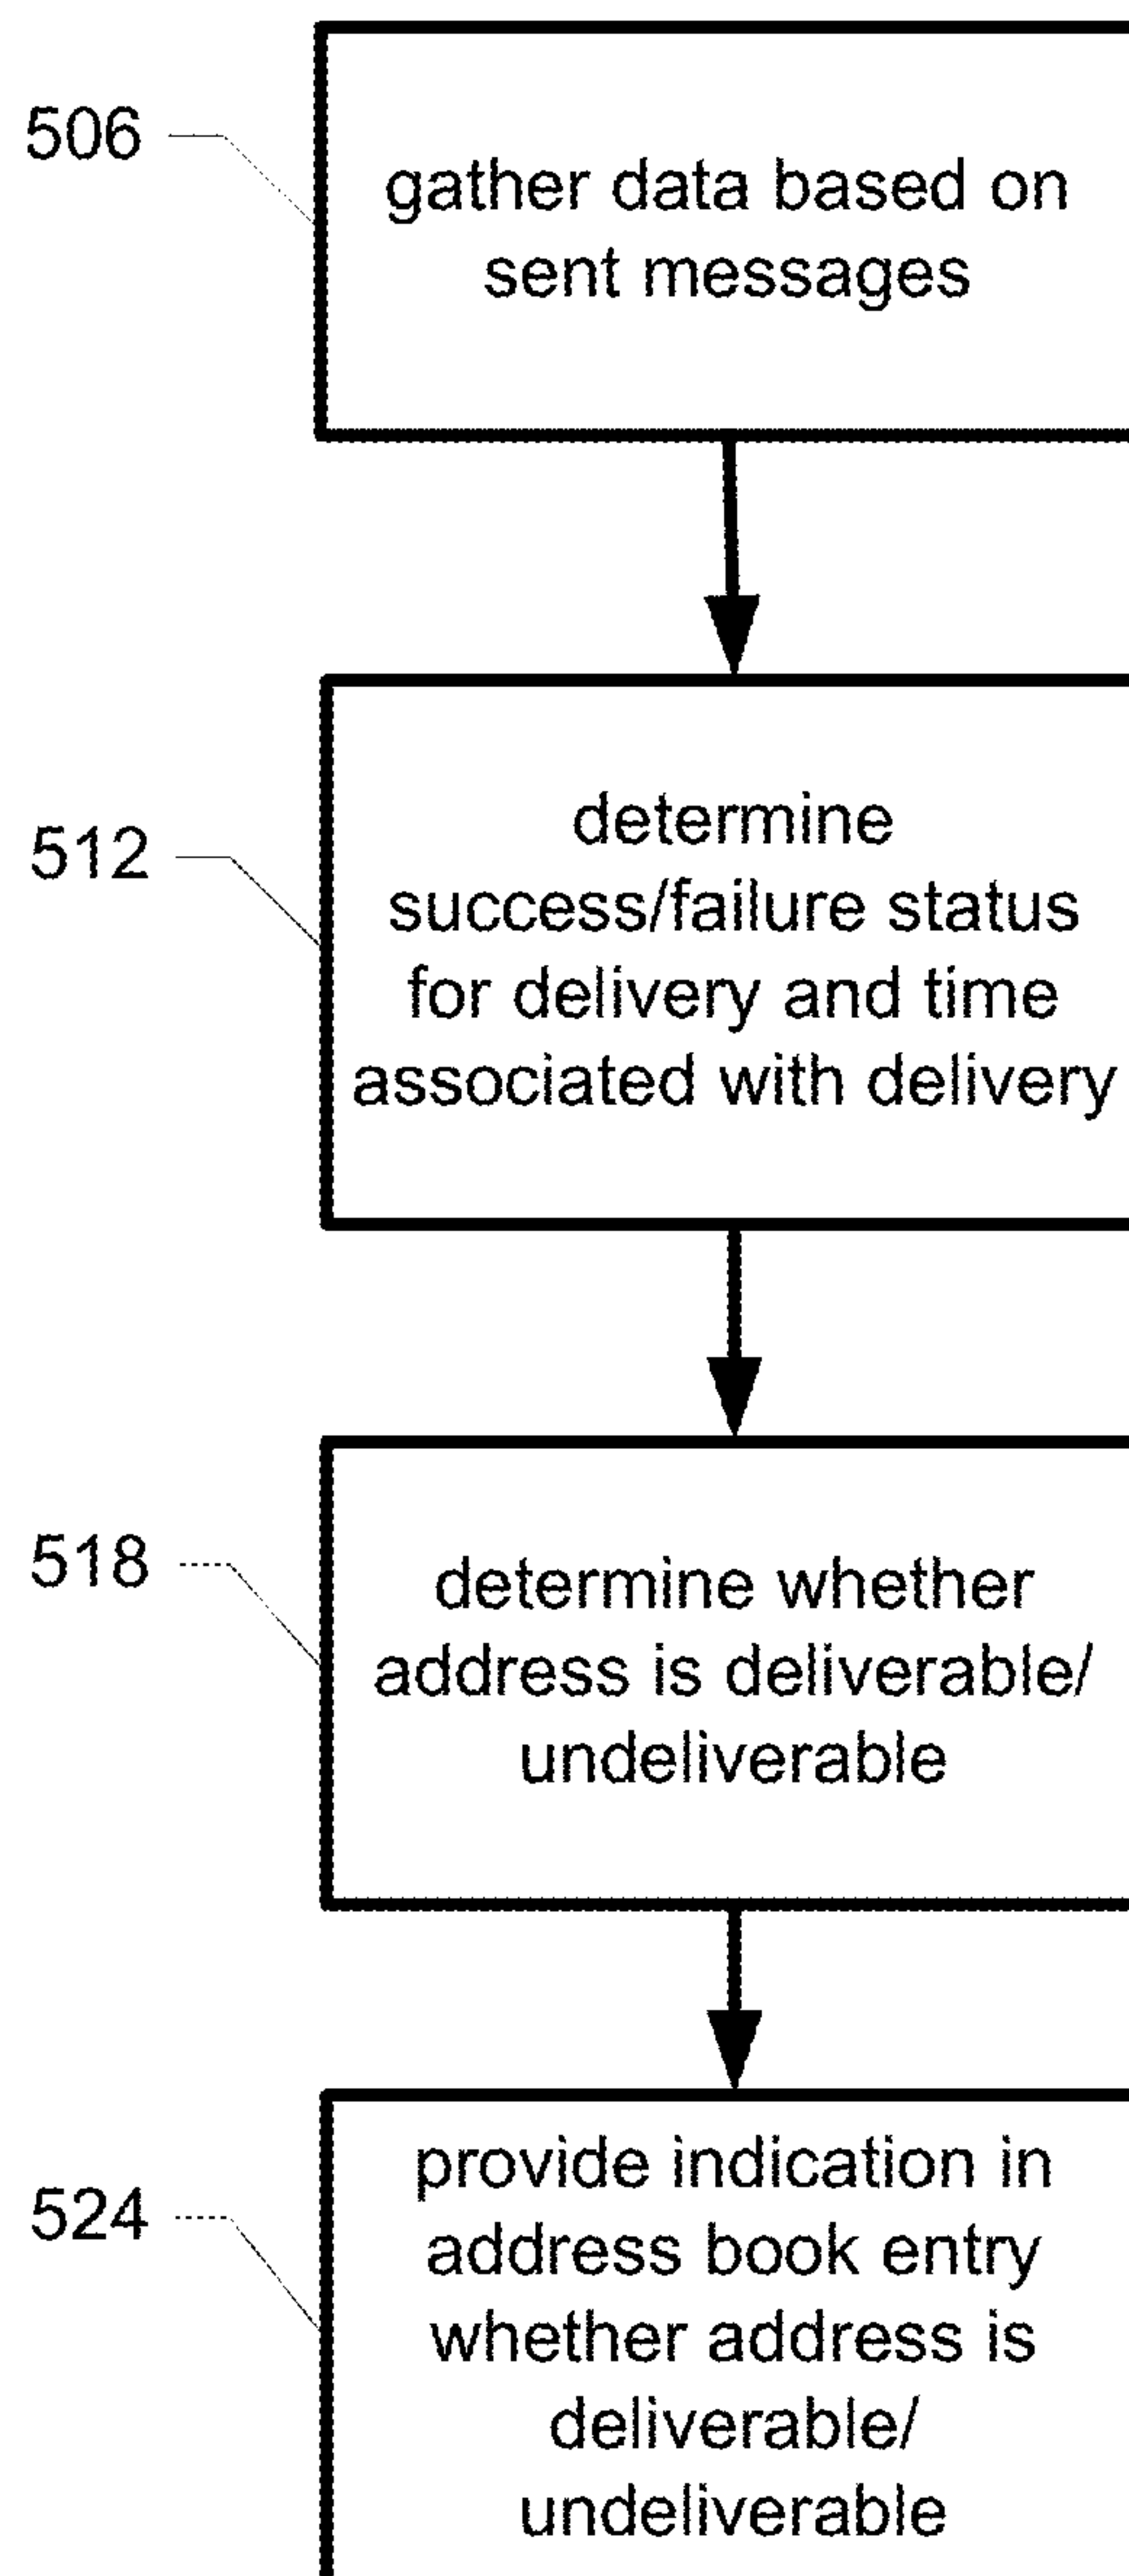 506
gather data based on
sent messages
512
determine
success/failure status
for delivery and time
associated with delivery
518
determine whether
address is deliverable/
undeliverable
524
provide indication in
address book entry
whether address is
deliverable/
undeliverable